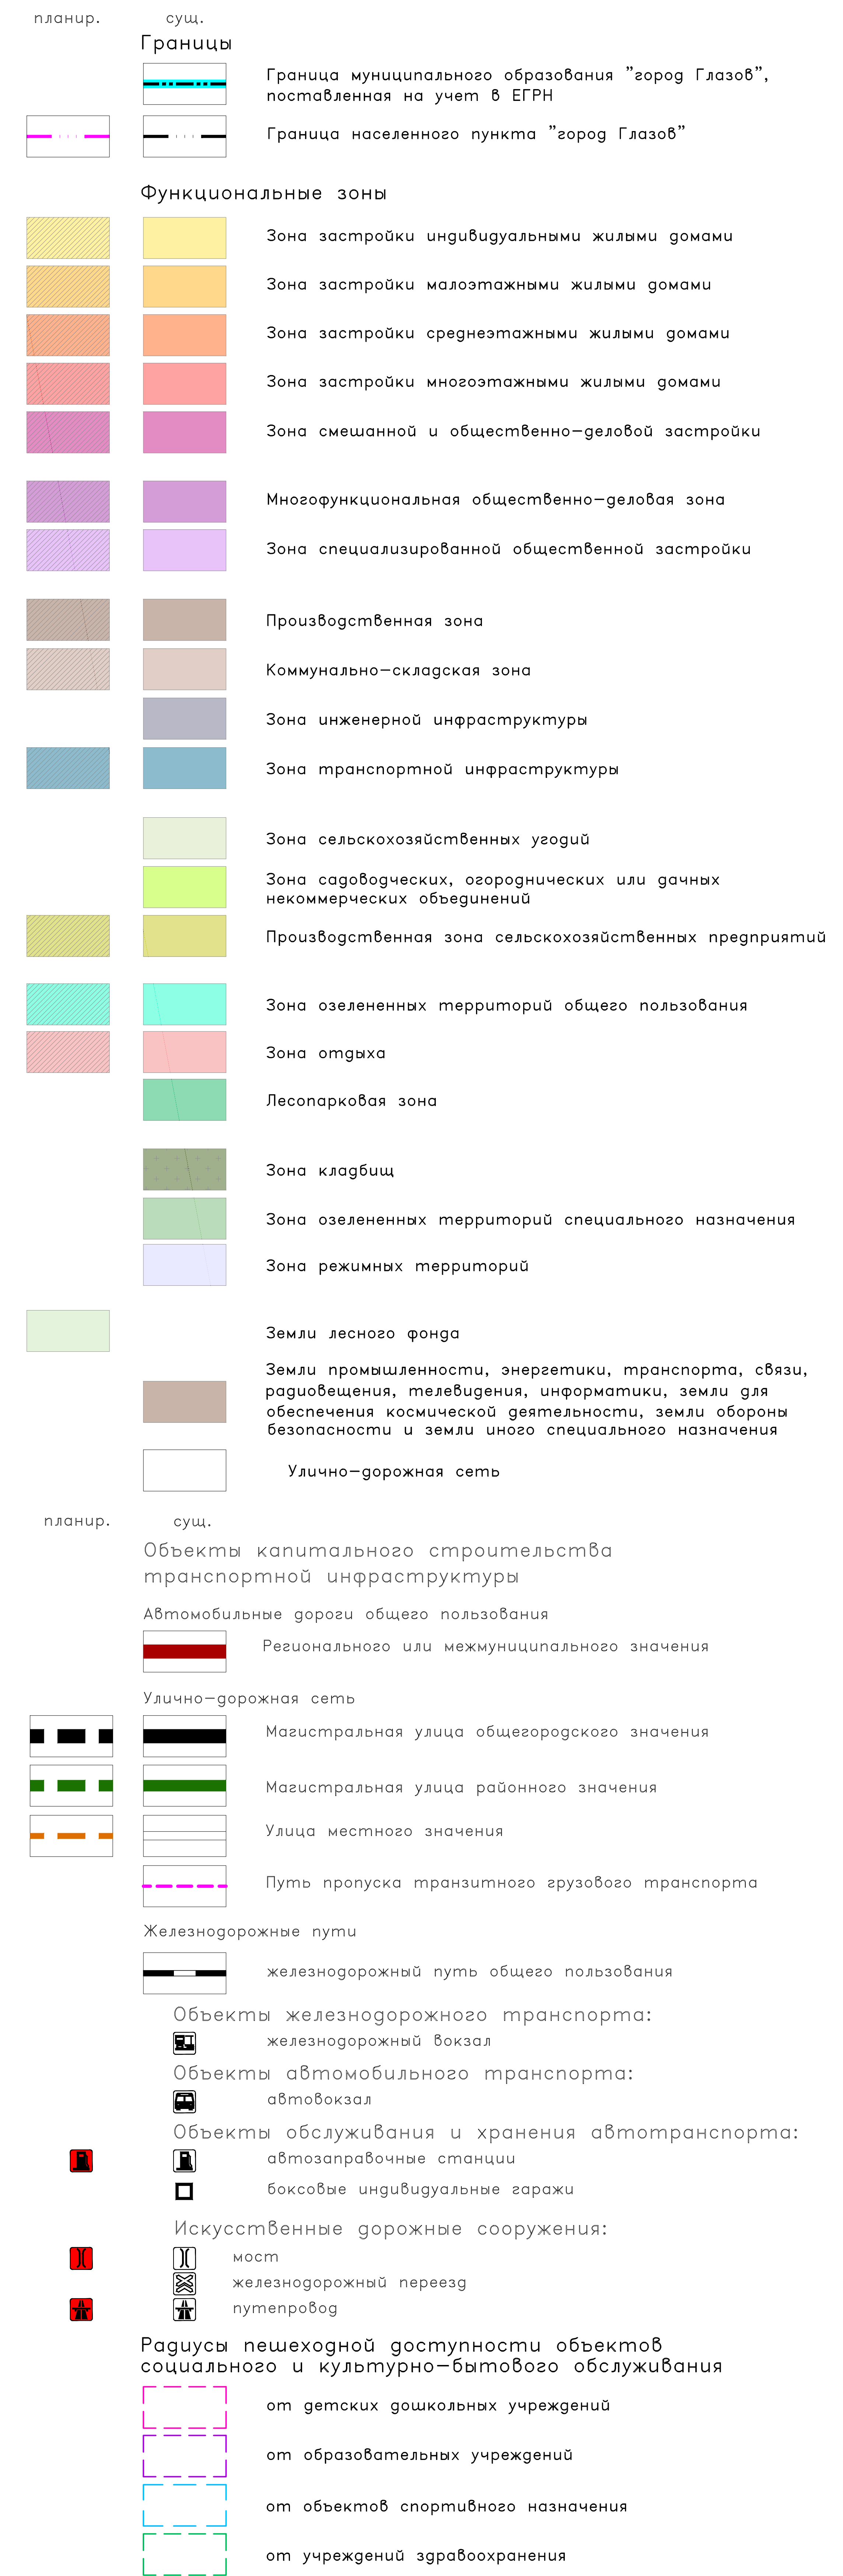 планир. сущ.
Границы
Граница муниципального образования "город Глазов",
поставленная на учет в ЕГРН
Граница населенного пункта "город Глазов"
Функциональные зоны
Зона застройки индивидуальными жилыми домами
Зона застройки малоэтажными жилыми домами
Зона застройки среднеэтажными жилыми домами
Зона застройки многоэтажными жилыми домами
Зона смешанной и общественно-деловой застройки
Многофункциональная общественно-деловая зона
Зона специализированной общественной застройки
Производственная зона
Коммунально-складская зона
Зона инженерной инфраструктуры
Зона транспортной инфраструктуры
Зона сельскохозяйственных угодий
Зона садоводческих, огороднических или дачных
некоммерческих объединений
Производственная зона сельскохозяйственных предприятий
Зона озелененных территорий общего пользования
Зона отдыха
Лесопарковая зона
Зона кладбищ
Зона озелененных территорий специального назначения
Зона режимных территорий
Земли лесного фонда
Земли промышленности, энергетики, транспорта, связи,
радиовещения, телевидения, информатики, земли для
обеспечения космической деятельности, земли обороны
безопасности и земли иного специального назначения
Улично-дорожная сеть
планир. сущ.
Объекты капитального строительства
транспортной инфраструктуры
Автомобильные дороги общего пользования
Регионального или межмуниципального значения
Улично-дорожная сеть
Магистральная улица общегородского значения
Магистральная улица районного значения
Улица местного значения
Путь пропуска транзитного грузового транспорта
Железнодорожные пути
железнодорожный путь общего пользования
Объекты железнодорожного транспорта:
железнодорожный вокзал
Объекты автомобильного транспорта:
автовокзал
Объекты обслуживания и хранения автотранспорта:
автозаправочные станции
боксовые индивидуальные гаражи
Искусственные дорожные сооружения:
мост
железнодорожный переезд
путепровод
Радиусы пешеходной доступности объектов
социального и культурно-бытового обслуживания
от детских дошкольных учреждений
от образовательных учреждений
от объектов спортивного назначения
от учреждений здравоохранения